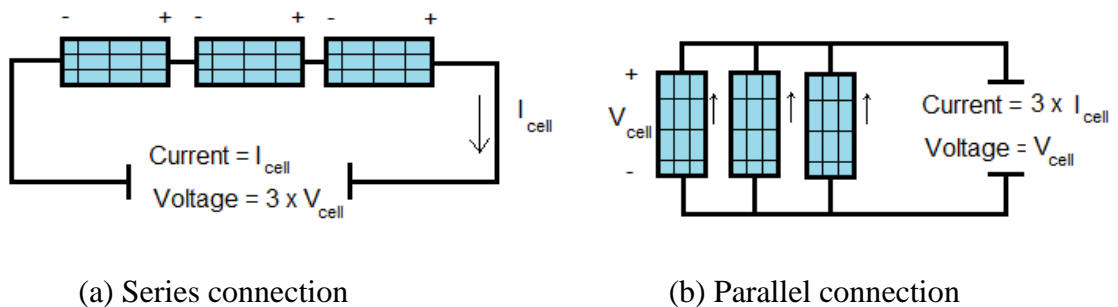 - + - + - +
I cell
Current = I cell
Voltage = 3 x V cell
(a) Series connection
+
V cell
-
Current = 3 x I cell
Voltage = V cell
(b) Parallel connection